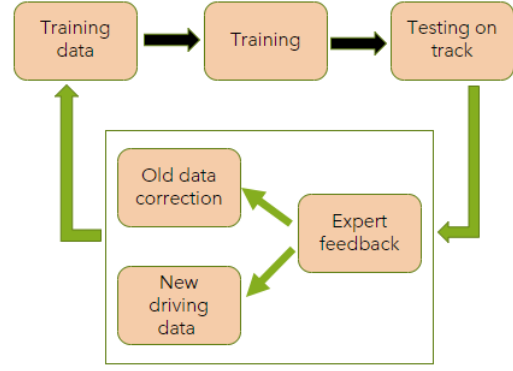 Training
data
Training
Testing on
track
Old data
correction
Expert
feedback
New
driving
data